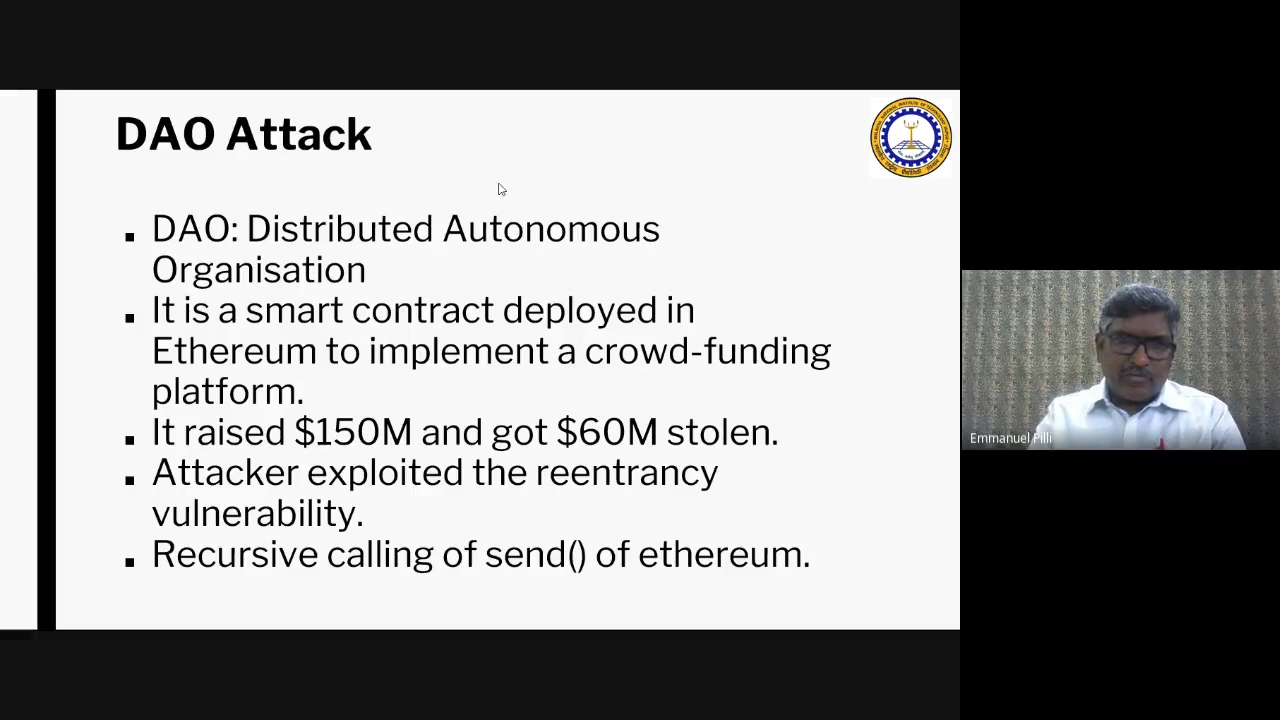 DAO Attack
▪ DAO: Distributed Autonomous
Organisation
▪ It is a smart contract deployed in
Ethereum to implement a crowd-funding
platform.
▪ It raised $150M and got $60M stolen.
▪ Attacker exploited the reentrancy
vulnerability.
▪ Recursive calling of send() of ethereum.
Emmanuel Pilli